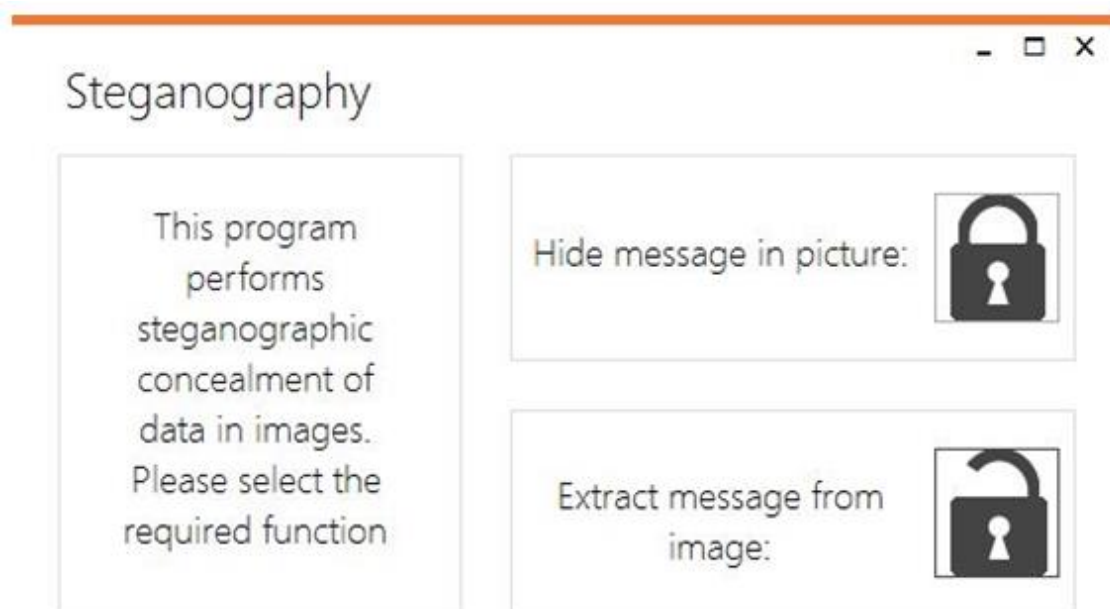 Steganography
This program
performs
steganographic
concealment of
data in images.
Please select the
required function
Hide message in picture:
Extract message from
image: